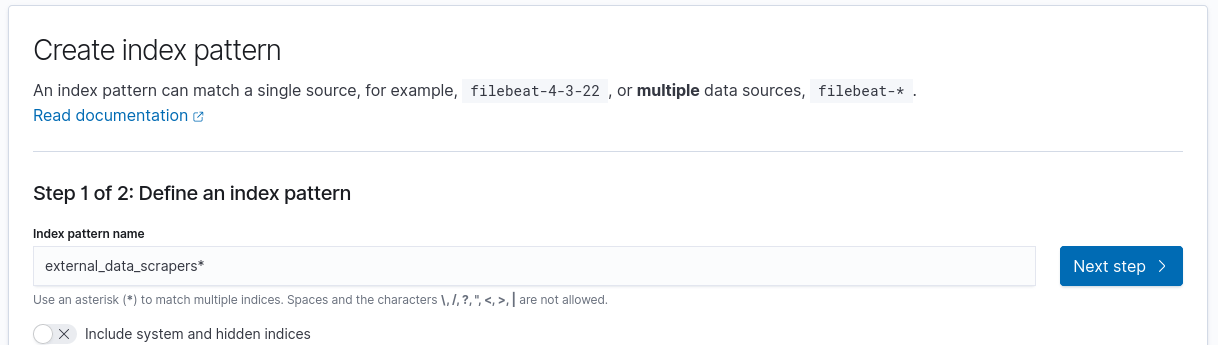 Create index pattern
An index pattern can match a single source, for example, filebeat-4-3-22 , or multiple data sources, filebeat-* .
Read documentation
Step 1 of 2: Define an index pattern
Index pattern name
external_data_scrapers*
Next step
Use an asterisk (*) to match multiple indices. Spaces and the characters \, /, ?, ", <, >, | are not allowed.
Include system and hidden indices